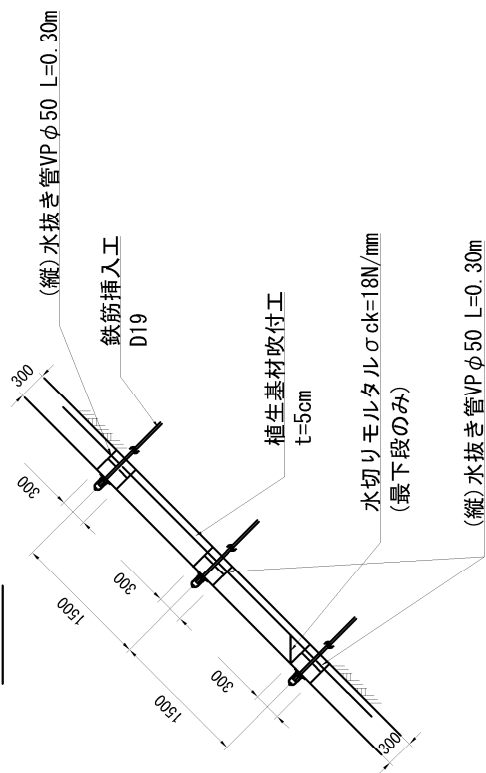 (縦)水抜き管VPφ50 L=0.30m
鉄筋挿入工
D19
植生基材吹付工
t=5cm
水切りモルタルσck=18N/mm
(最下段のみ)
(縦)水抜き管VPφ50 L=0.30m
300
300
1500
300
1500
300
300